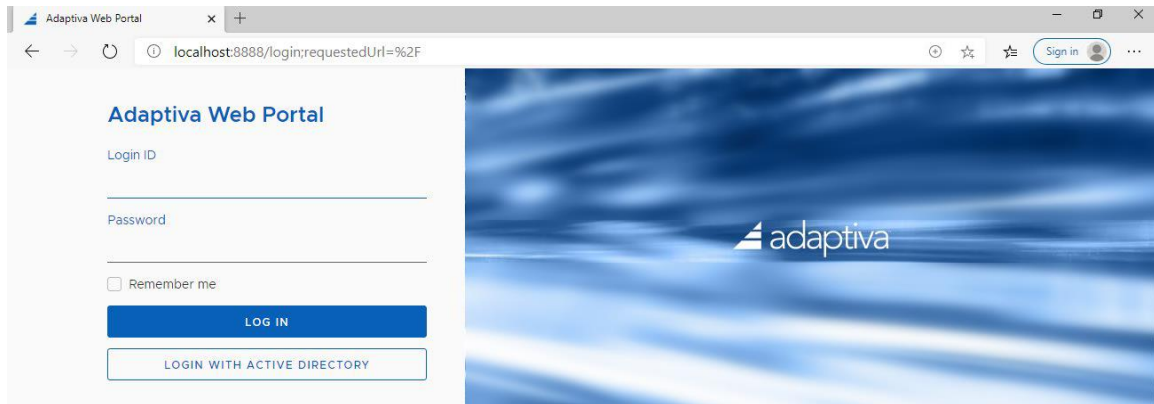 Adaptiva Web Portal
localhost:8888/login;requestedUrl=%2F
Sign in
Adaptiva Web Portal
Login ID
Password
Remember me
LOG IN
LOGIN WITH ACTIVE DIRECTORY
adaptiva